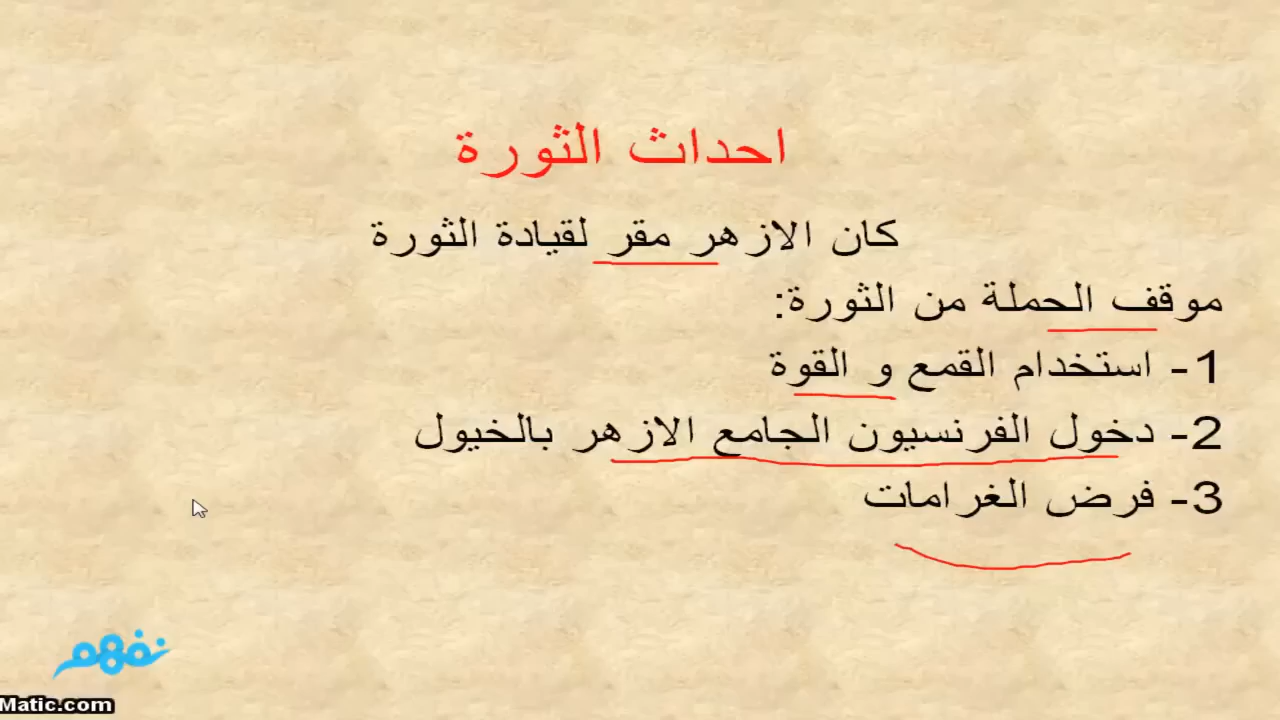 احداث الثورة
كان الازهر مقر لقيادة الثورة
موقف الحملة من الثورة:
1- استخدام القمع و القوة
2- دخول الفرنسيون الجامع الازهر بالخيول
3- فرض الغرامات
نفهم
Matic.com